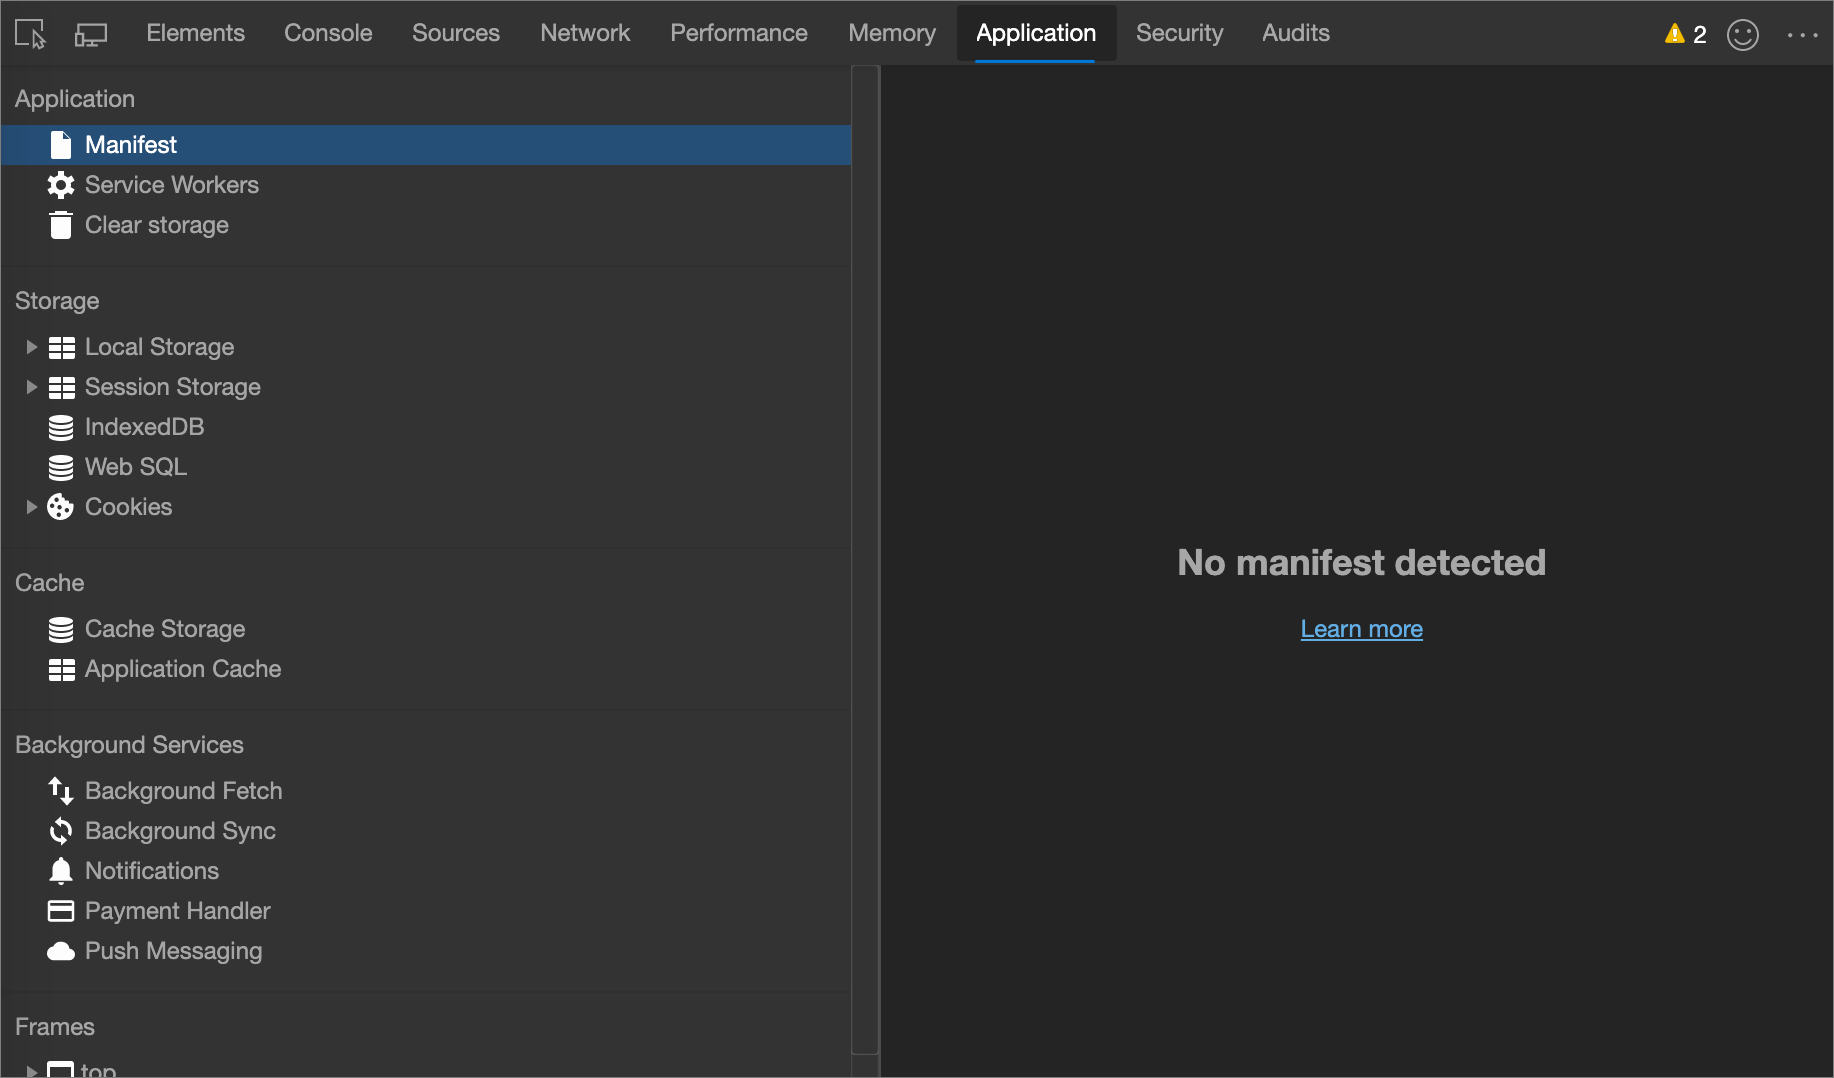 Elements Console Sources Network Performance Memory Application Security Audits 2
Application
Manifest
Service Workers
Clear storage
Storage
Local Storage
Session Storage
IndexedDB
Web SQL
Cookies
Cache
Cache Storage
Application Cache
Background Services
Background Fetch
Background Sync
Notifications
Payment Handler
Push Messaging
Frames
top
No manifest detected
Learn more